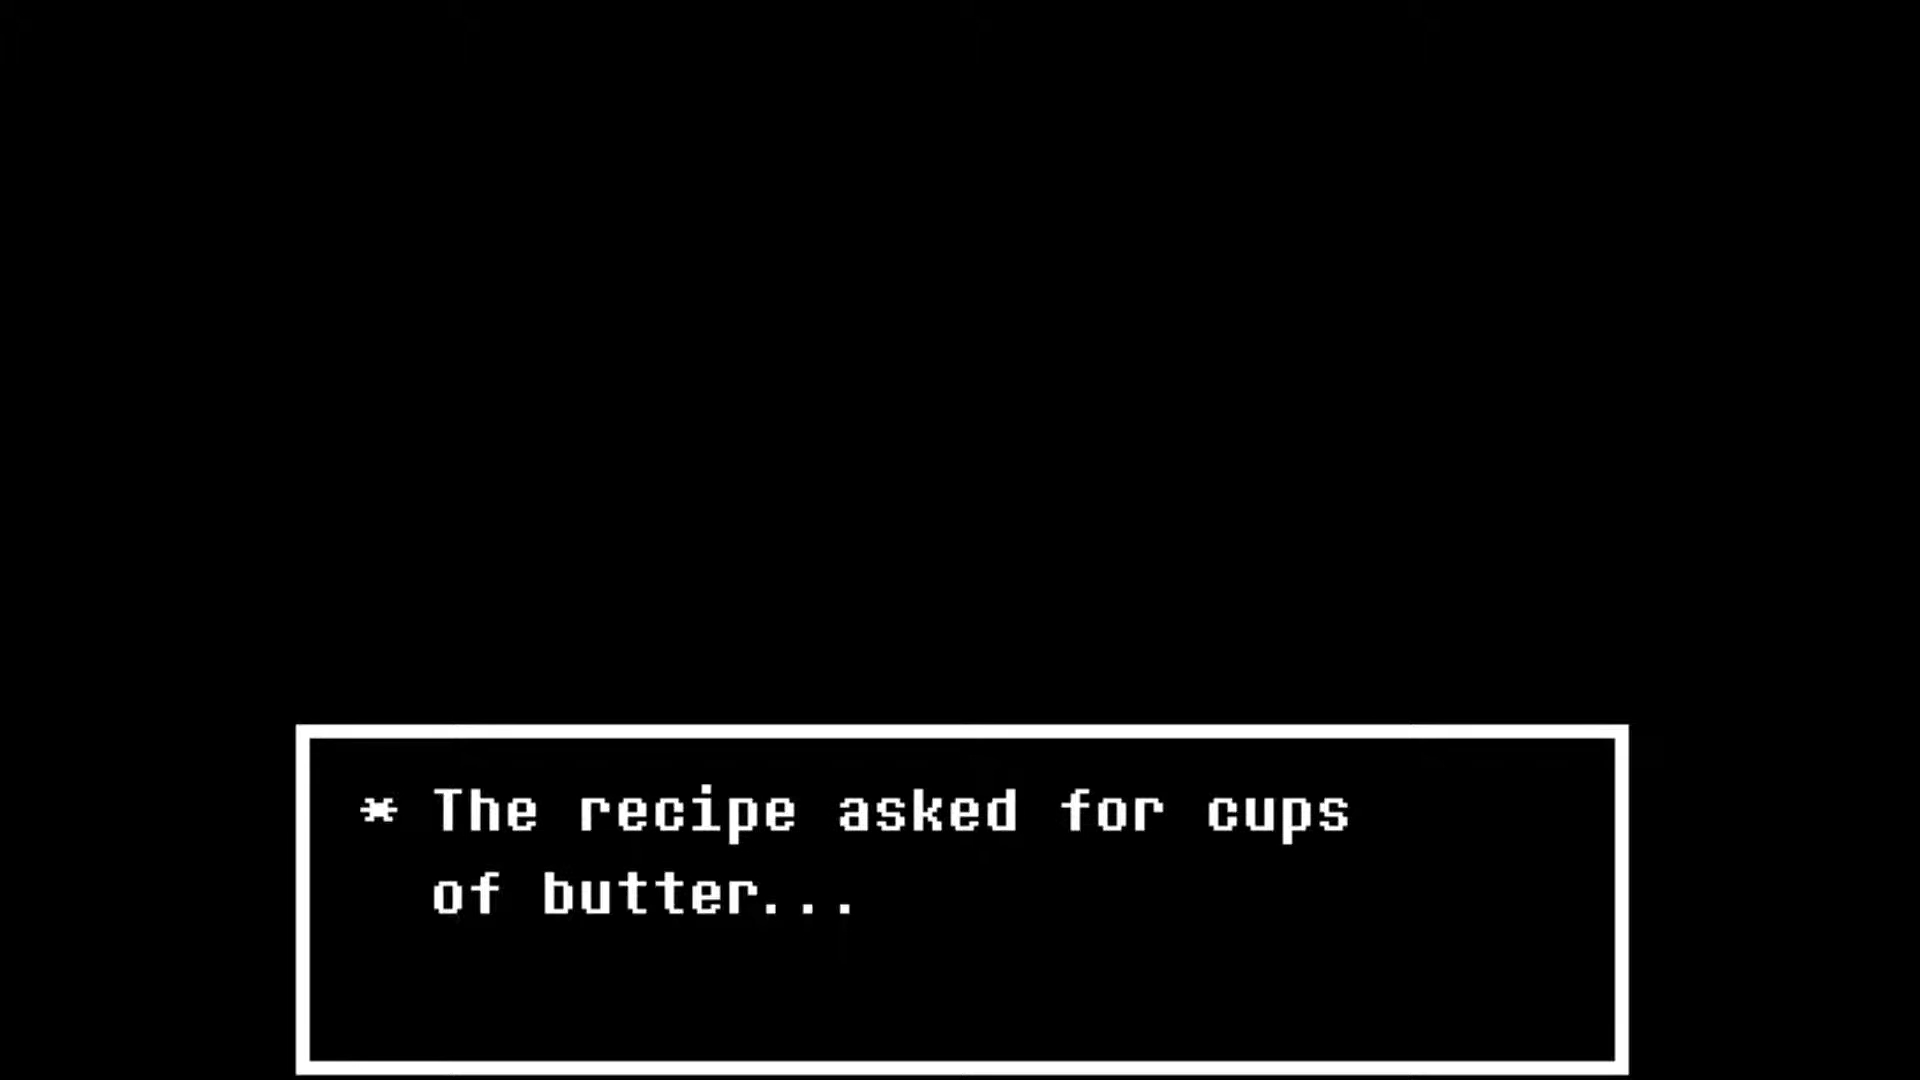 * The recipe asked for cups
of butter...